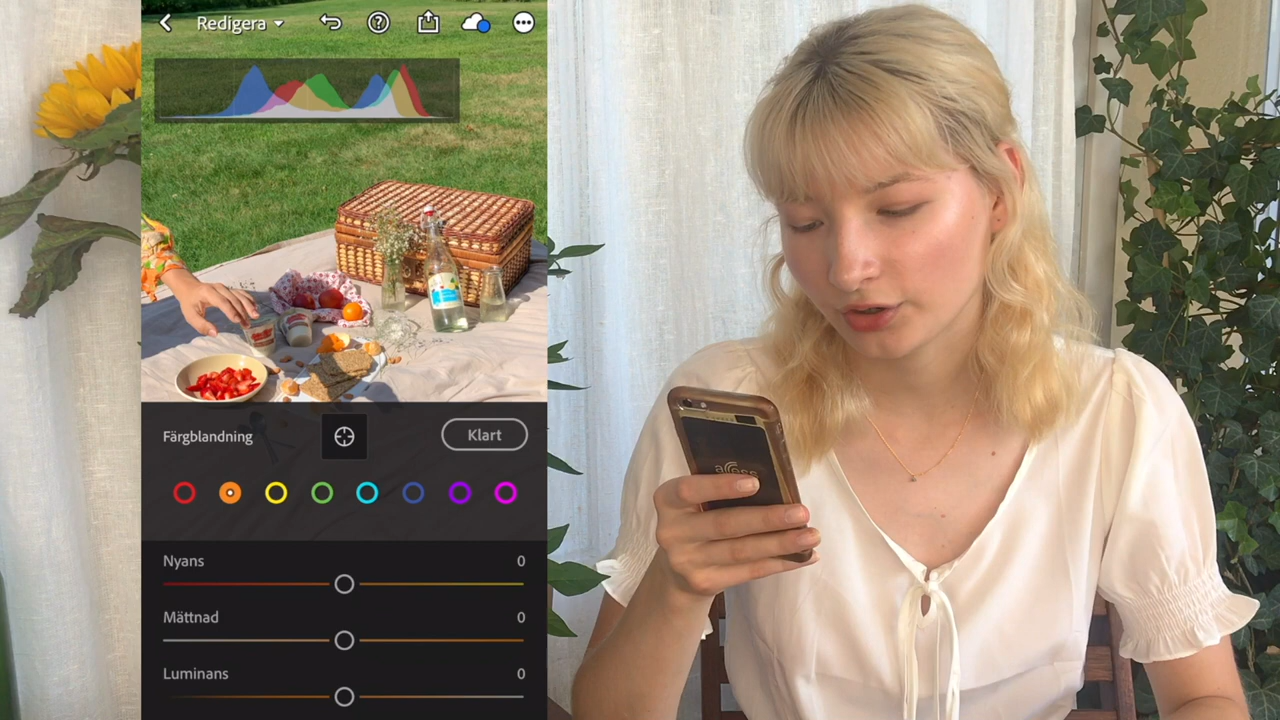 Redigera
Färgblandning
Klart
Nyans 0
Mättnad 0
Luminans 0